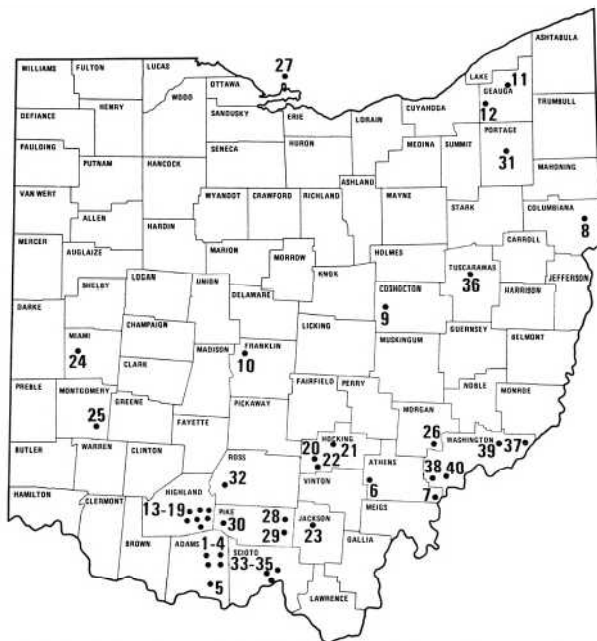 ASHTABULA
WILLIAMS FULTON LUCAS 27 LAKE 11
OTTAWA GEAUGA
WOOD
HENRY SANDUSKY ERIE CUYAHOGA 12 TRUMBULL
DEFIANCE LORAIN
PORTAGE
PAULDING SENECA HURON MEDINA SUMMIT 31
PUTNAM HANCOCK MAHONING
ASHLAND
VAN WERT WYANDOT CRAWFORD RICHLAND WAYNE STARK COLUMBIANA
ALLEN 8
HARDIN
MERCER CARROLL
AUGLAIZE MARION HOLMES
MORROW TUSCARAWAS JEFFERSON
LOGAN UNION KNOX 36
SHELBY COSHOCTON HARRISON
DELAWARE 9
DARKE
CHAMPAIGN LICKING GUERNSEY
MIAMI MADISON FRANKLIN MUSKINGUM BELMONT
24 10
CLARK
FAIRFIELD PERRY NOBLE MONROE
PREBLE MONTGOMERY GREENE PICKAWAY
MORGAN
25 FAYETTE
26 WASHINGTON 39 37
BUTLER WARREN CLINTON 20 HOCKING 21
ROSS 22 ATHENS 38 40
32 VINTON 6
HAMILTON CLERMONT HIGHLAND 7
13-19 PIKE 28 MEIGS
30 JACKSON
BROWN ADAMS 29 23 GALLIA
1-4 SCIOTO
33-35
5
LAWRENCE